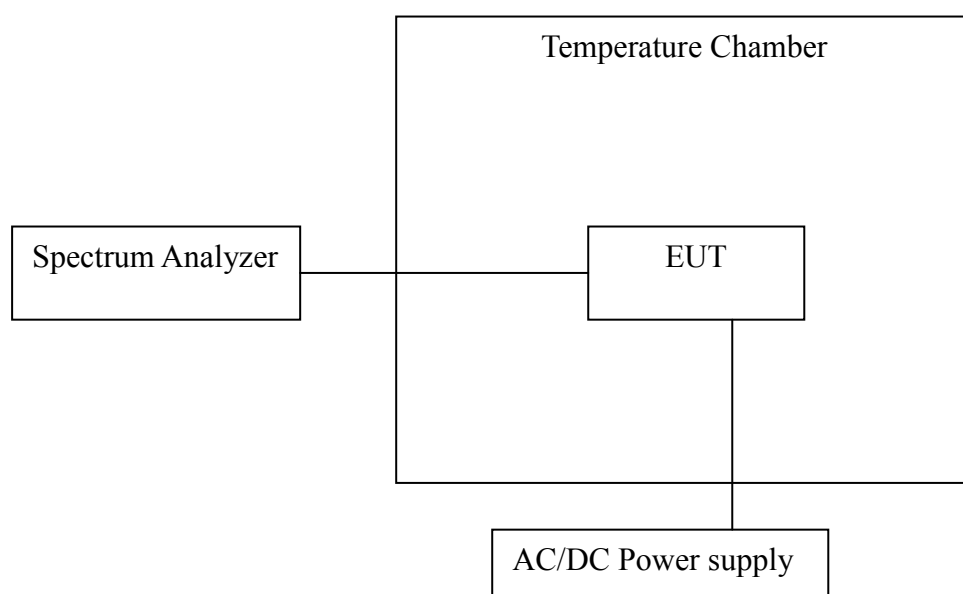 Temperature Chamber
Spectrum Analyzer
EUT
AC/DC Power supply